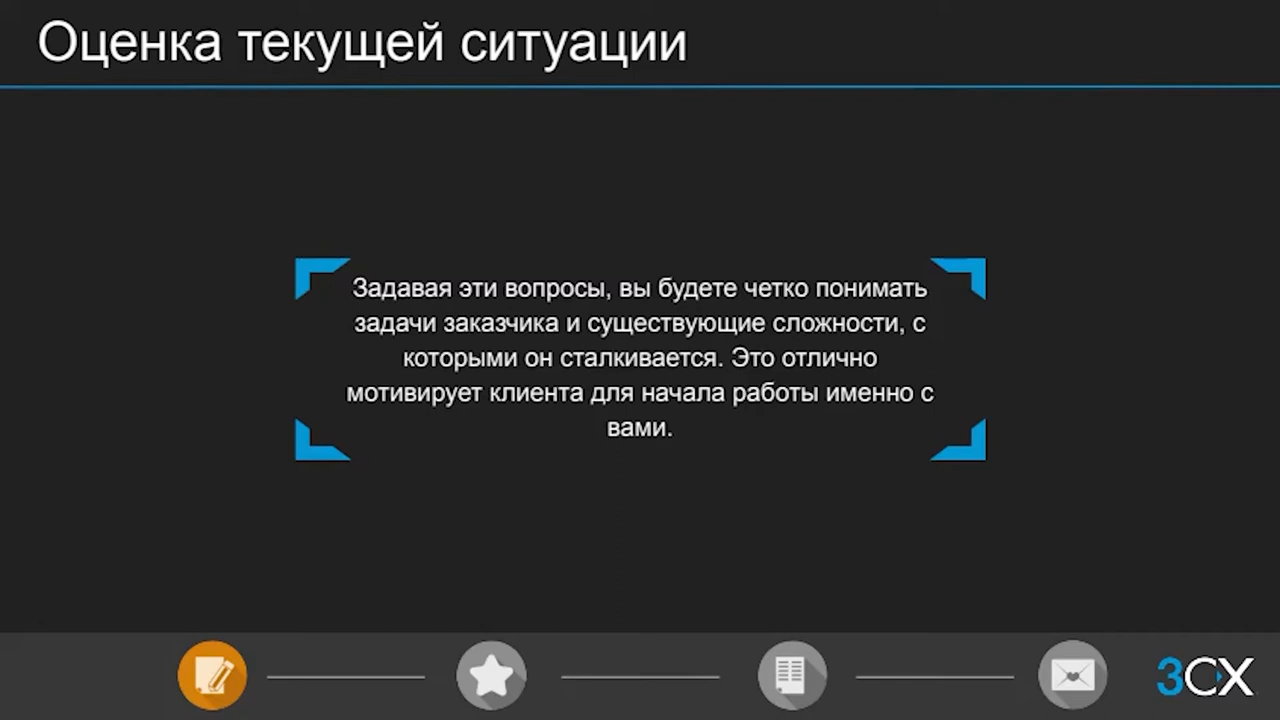 Оценка текущей ситуации
Задавая эти вопросы, вы будете четко понимать
задачи заказчика и существующие сложности, с
которыми он сталкивается. Это отлично
мотивирует клиента для начала работы именно с
вами.
3CX